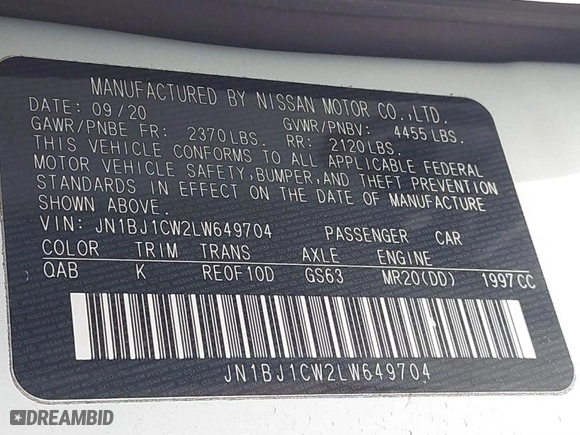 MANUFACTURED BY NISSAN MOTOR CO.,LTD.
DATE: 09/20
GAWR/PNBE FR: 2370LBS. GVWR/PNBV: 4455 LBS.
RR: 2120LBS.
THIS VEHICLE CONFORMS TO ALL APPLICABLE FEDERAL
MOTOR VEHICLE SAFETY,BUMPER,AND THEFT PREVENTION
STANDARDS IN EFFECT ON THE DATE OF MANUFACTURE
SHOWN ABOVE.
VIN: JN1BJ1CW2LW649704 PASSENGER CAR
COLOR TRIM TRANS AXLE ENGINE
QAB K RE0F10D GS63 MR20(DD) 1997CC
JN1BJ1CW2LW649704
DREAMBID